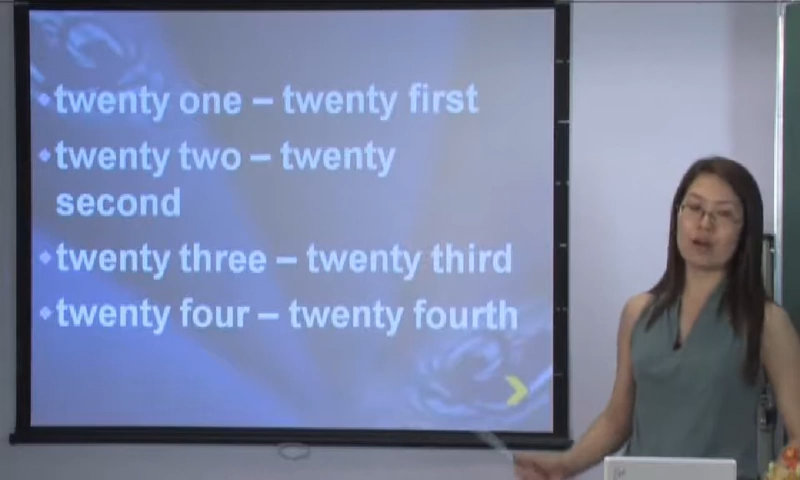 twenty one – twenty first
twenty two – twenty
second
twenty three – twenty third
twenty four – twenty fourth